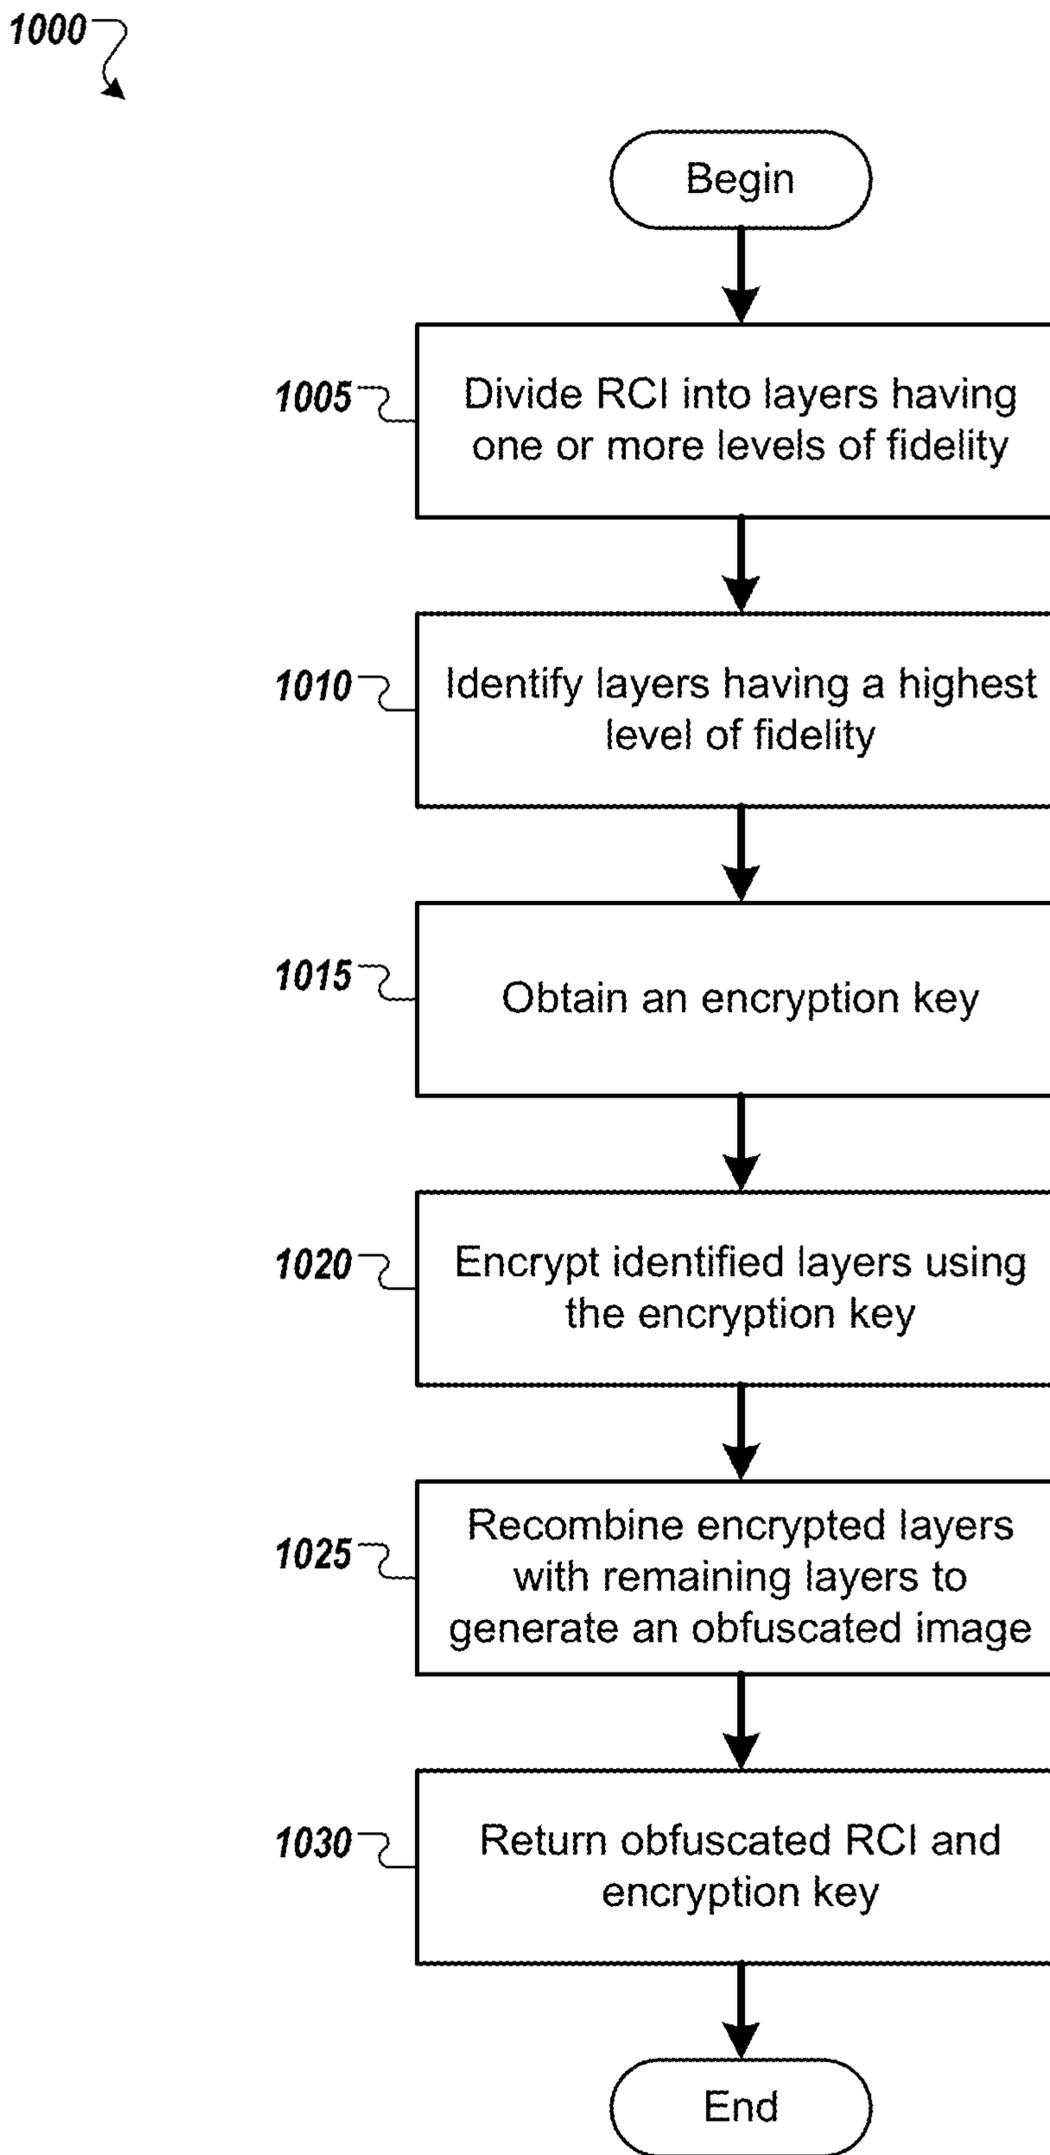 1000
Begin
1005
Divide RCI into layers having
one or more levels of fidelity
1010
Identify layers having a highest
level of fidelity
1015
Obtain an encryption key
1020
Encrypt identified layers using
the encryption key
1025
Recombine encrypted layers
with remaining layers to
generate an obfuscated image
1030
Return obfuscated RCI and
encryption key
End